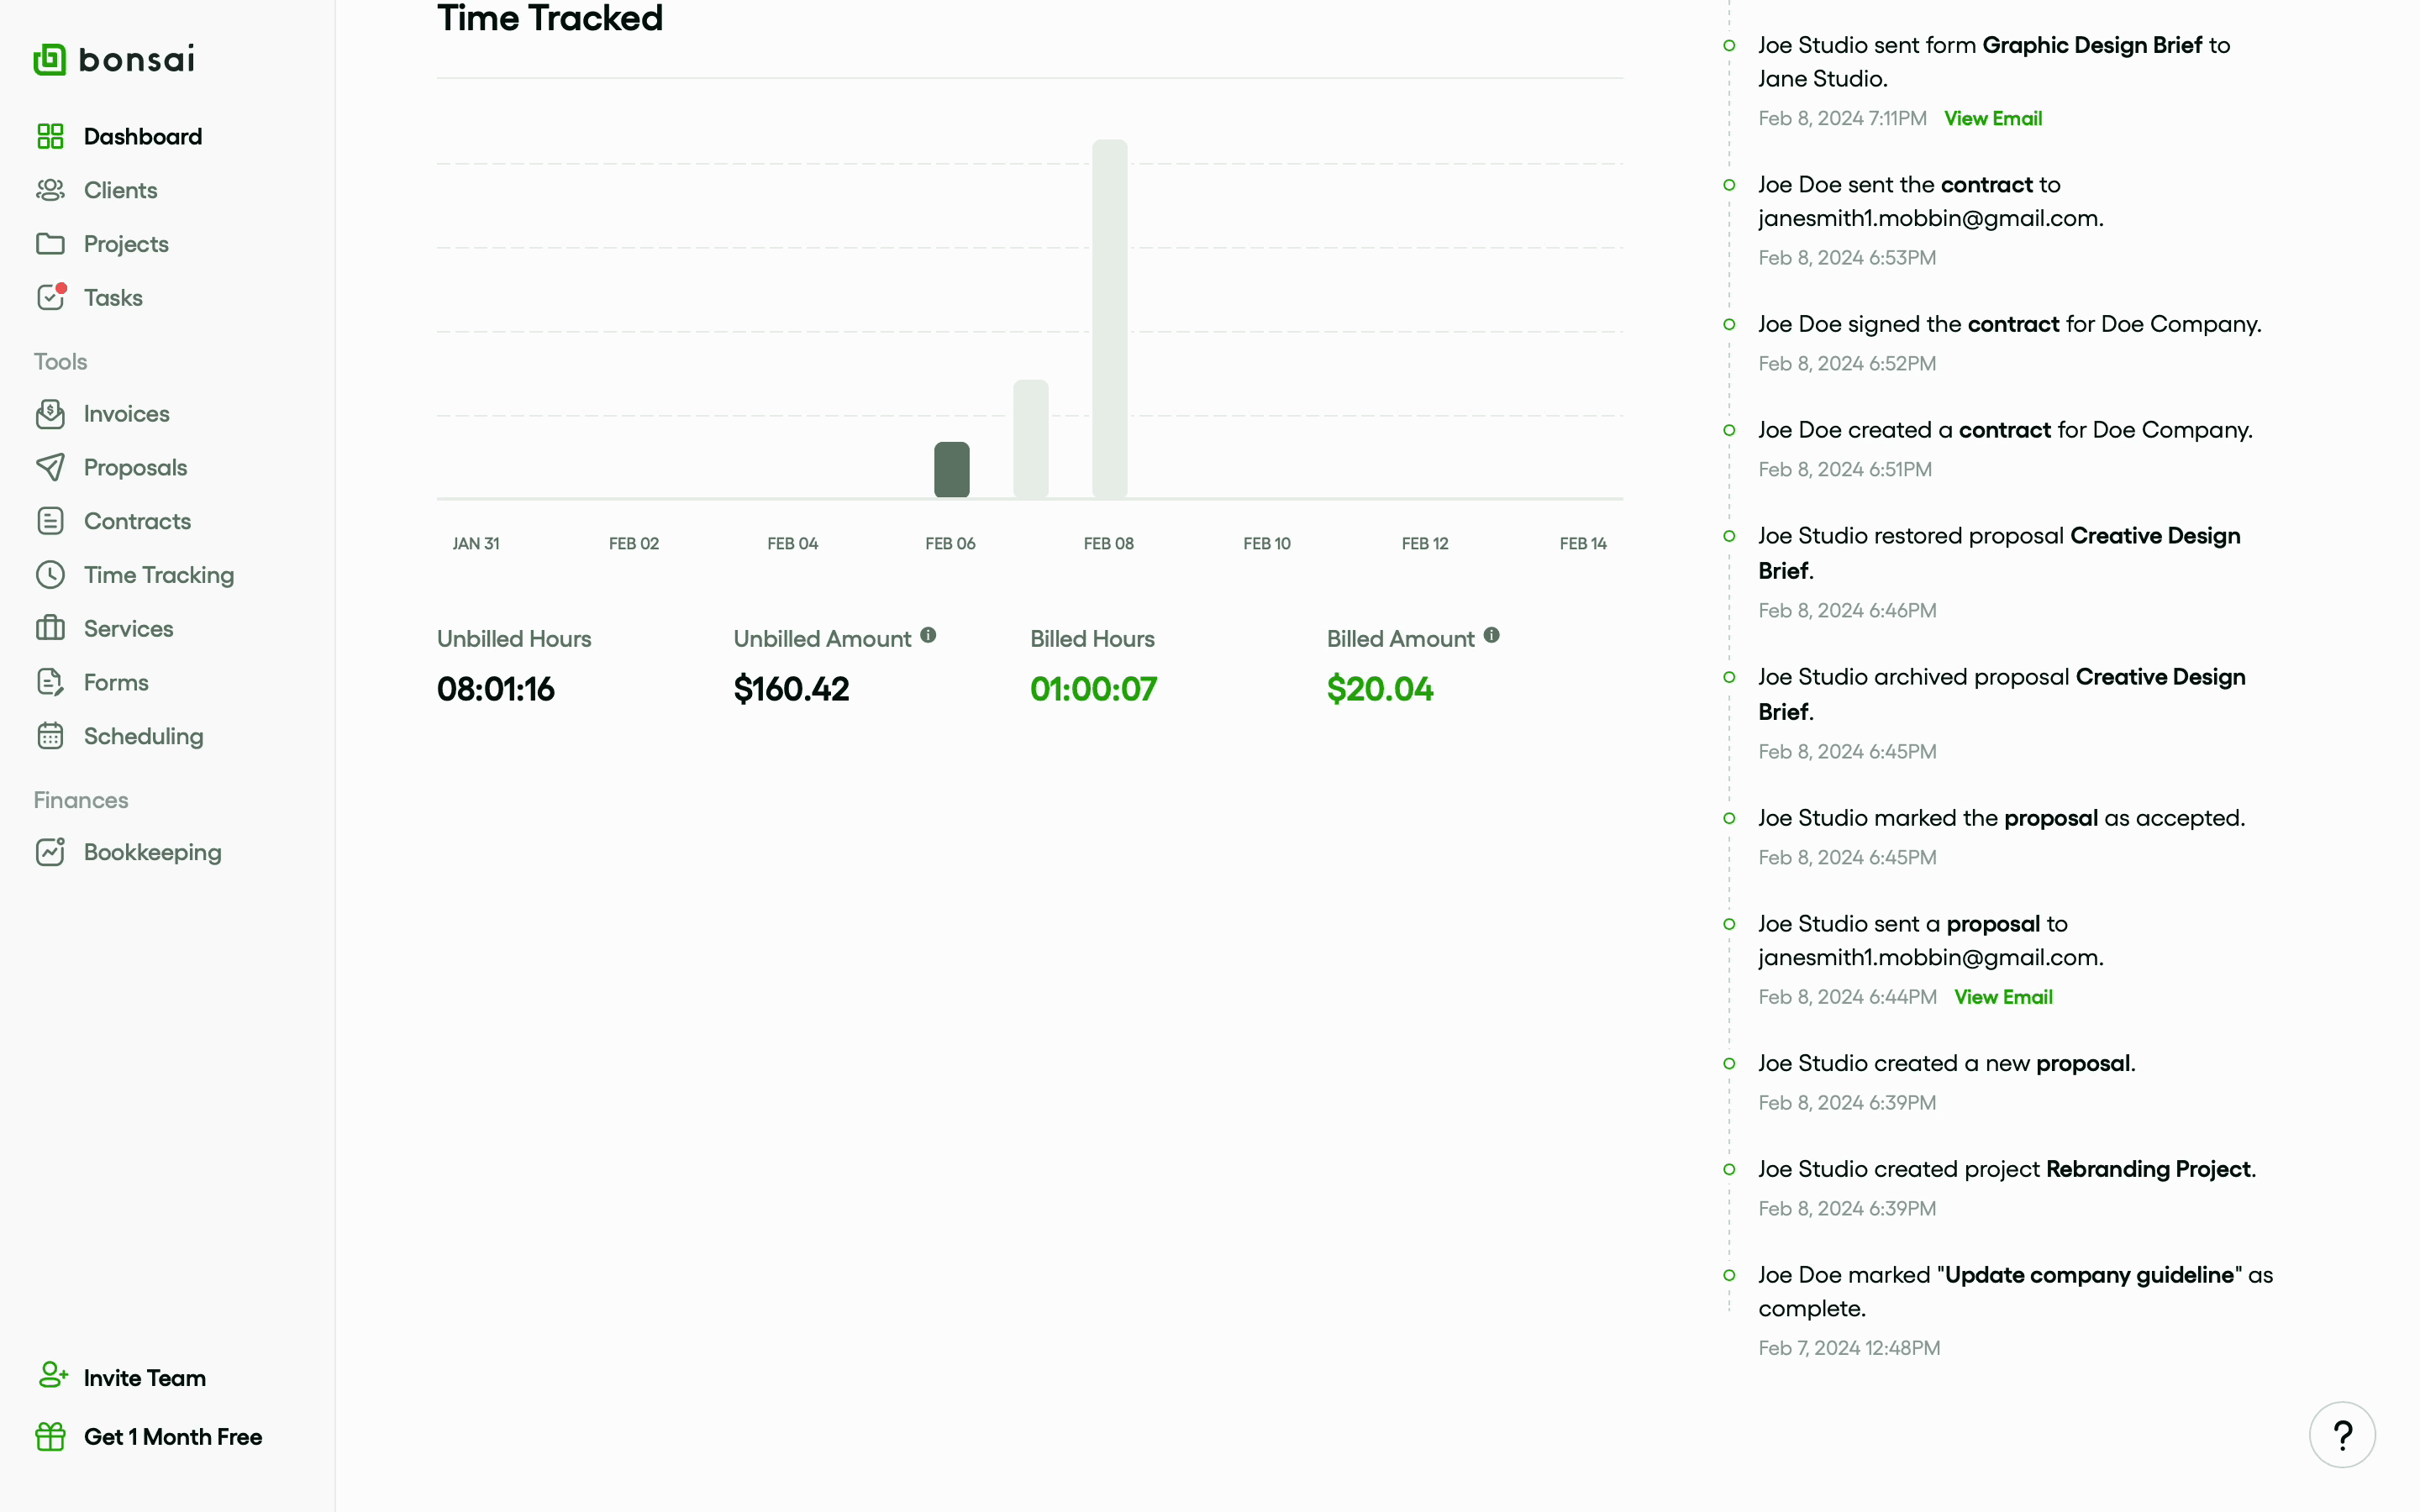 bonsai
Dashboard
Clients
Projects
Tasks
Tools
Invoices
Proposals
Contracts
Time Tracking
Services
Forms
Scheduling
Finances
Bookkeeping
Invite Team
Get 1 Month Free
Time Tracked
JAN 31
FEB 02
FEB 04
FEB 06
FEB 08
FEB 10
FEB 12
FEB 14
Unbilled Hours
08:01:16
Unbilled Amount
$160.42
Billed Hours
01:00:07
Billed Amount
$20.04
Joe Studio sent form Graphic Design Brief to
Jane Studio.
Feb 8, 2024 7:11PM View Email
Joe Doe sent the contract to
janesmith1.mobbin@gmail.com.
Feb 8, 2024 6:53PM
Joe Doe signed the contract for Doe Company.
Feb 8, 2024 6:52PM
Joe Doe created a contract for Doe Company.
Feb 8, 2024 6:51PM
Joe Studio restored proposal Creative Design
Brief.
Feb 8, 2024 6:46PM
Joe Studio archived proposal Creative Design
Brief.
Feb 8, 2024 6:45PM
Joe Studio marked the proposal as accepted.
Feb 8, 2024 6:45PM
Joe Studio sent a proposal to
janesmith1.mobbin@gmail.com.
Feb 8, 2024 6:44PM View Email
Joe Studio created a new proposal.
Feb 8, 2024 6:39PM
Joe Studio created project Rebranding Project.
Feb 8, 2024 6:39PM
Joe Doe marked "Update company guideline" as
complete.
Feb 7, 2024 12:48PM
?